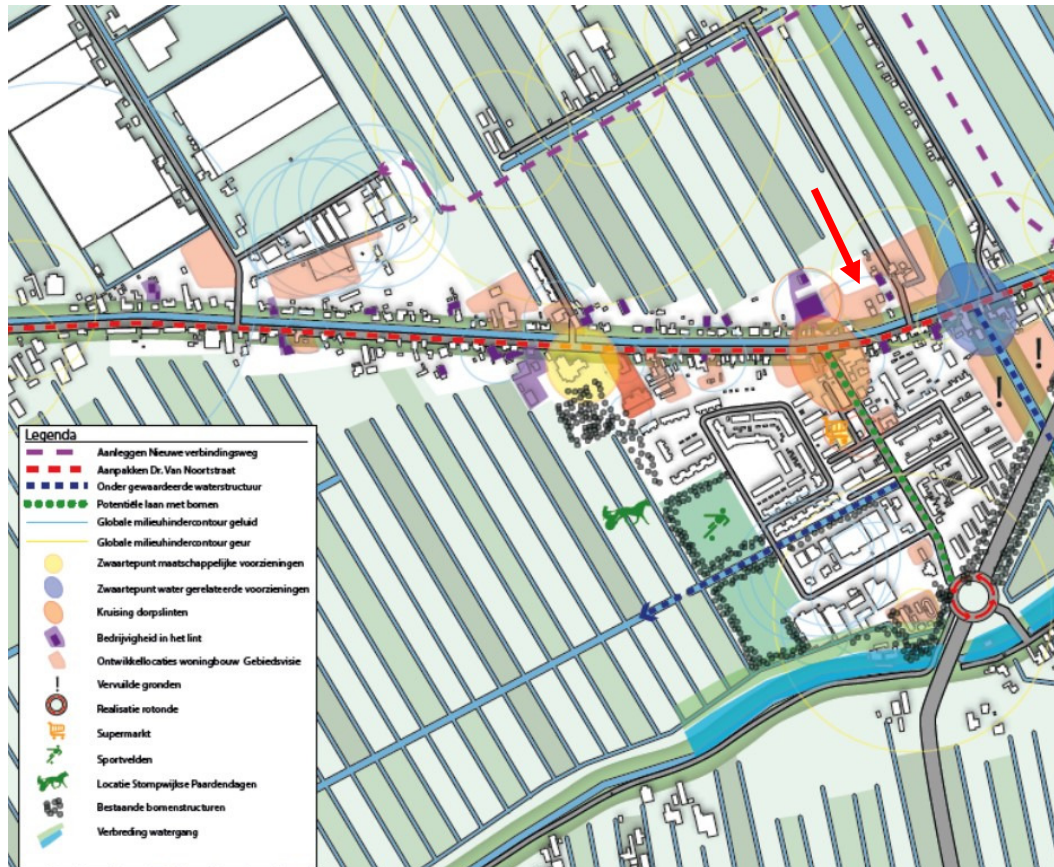 Legenda
Aanleggen Nieuwe verbindingsweg
Aanpakken Dr. Van Noortstraat
Onder gewaardeerde waterstructuur
Potentiële laan met bomen
Globale milieuhindercontour geluid
Globale milieuhindercontour geur
Zwaartepunt maatschappelijke voorzieningen
Zwaartepunt water gerelateerde voorzieningen
Kruising dorpslinten
Bedrijvigheid in het lint
Ontwikkellocaties woningbouw Gebiedsvisie
! Vervuilde gronden
Realisatie rotonde
Supermarkt
Sportvelden
Locatie Stompwijkse Paardendagen
Bestaande bomenstructuren
Verbreding watergang
!
!